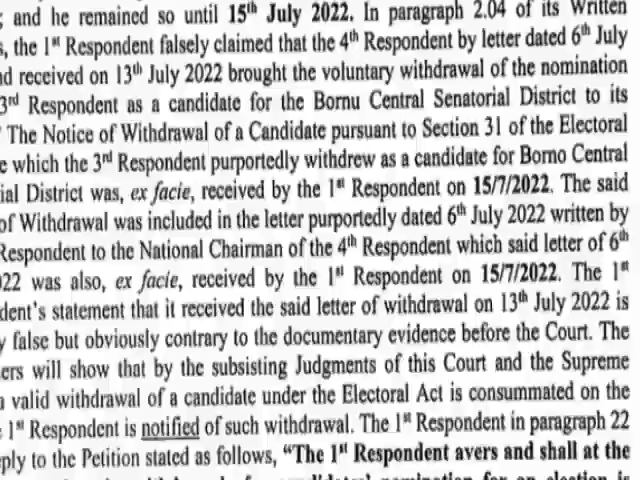 ; and he remained so until 15th July 2022. In paragraph 2.04 of its Written
s, the 1st Respondent falsely claimed that the 4th Respondent by letter dated 6th July
nd received on 13th July 2022 brought the voluntary withdrawal of the nomination
3rd Respondent as a candidate for the Bornu Central Senatorial District to its
The Notice of Withdrawal of a Candidate pursuant to Section 31 of the Electoral
e which the 3rd Respondent purportedly withdrew as a candidate for Borno Central
ial District was, ex facie, received by the 1st Respondent on 15/7/2022. The said
of Withdrawal was included in the letter purportedly dated 6th July 2022 written by
Respondent to the National Chairman of the 4th Respondent which said letter of 6th
022 was also, ex facie, received by the 1st Respondent on 15/7/2022. The 1st
dent's statement that it received the said letter of withdrawal on 13th July 2022 is
y false but obviously contrary to the documentary evidence before the Court. The
ers will show that by the subsisting Judgments of this Court and the Supreme
a valid withdrawal of a candidate under the Electoral Act is consummated on the
1st Respondent is notified of such withdrawal. The 1st Respondent in paragraph 22
ply to the Petition stated as follows, "The 1st Respondent avers and shall at the
nomination for an election is